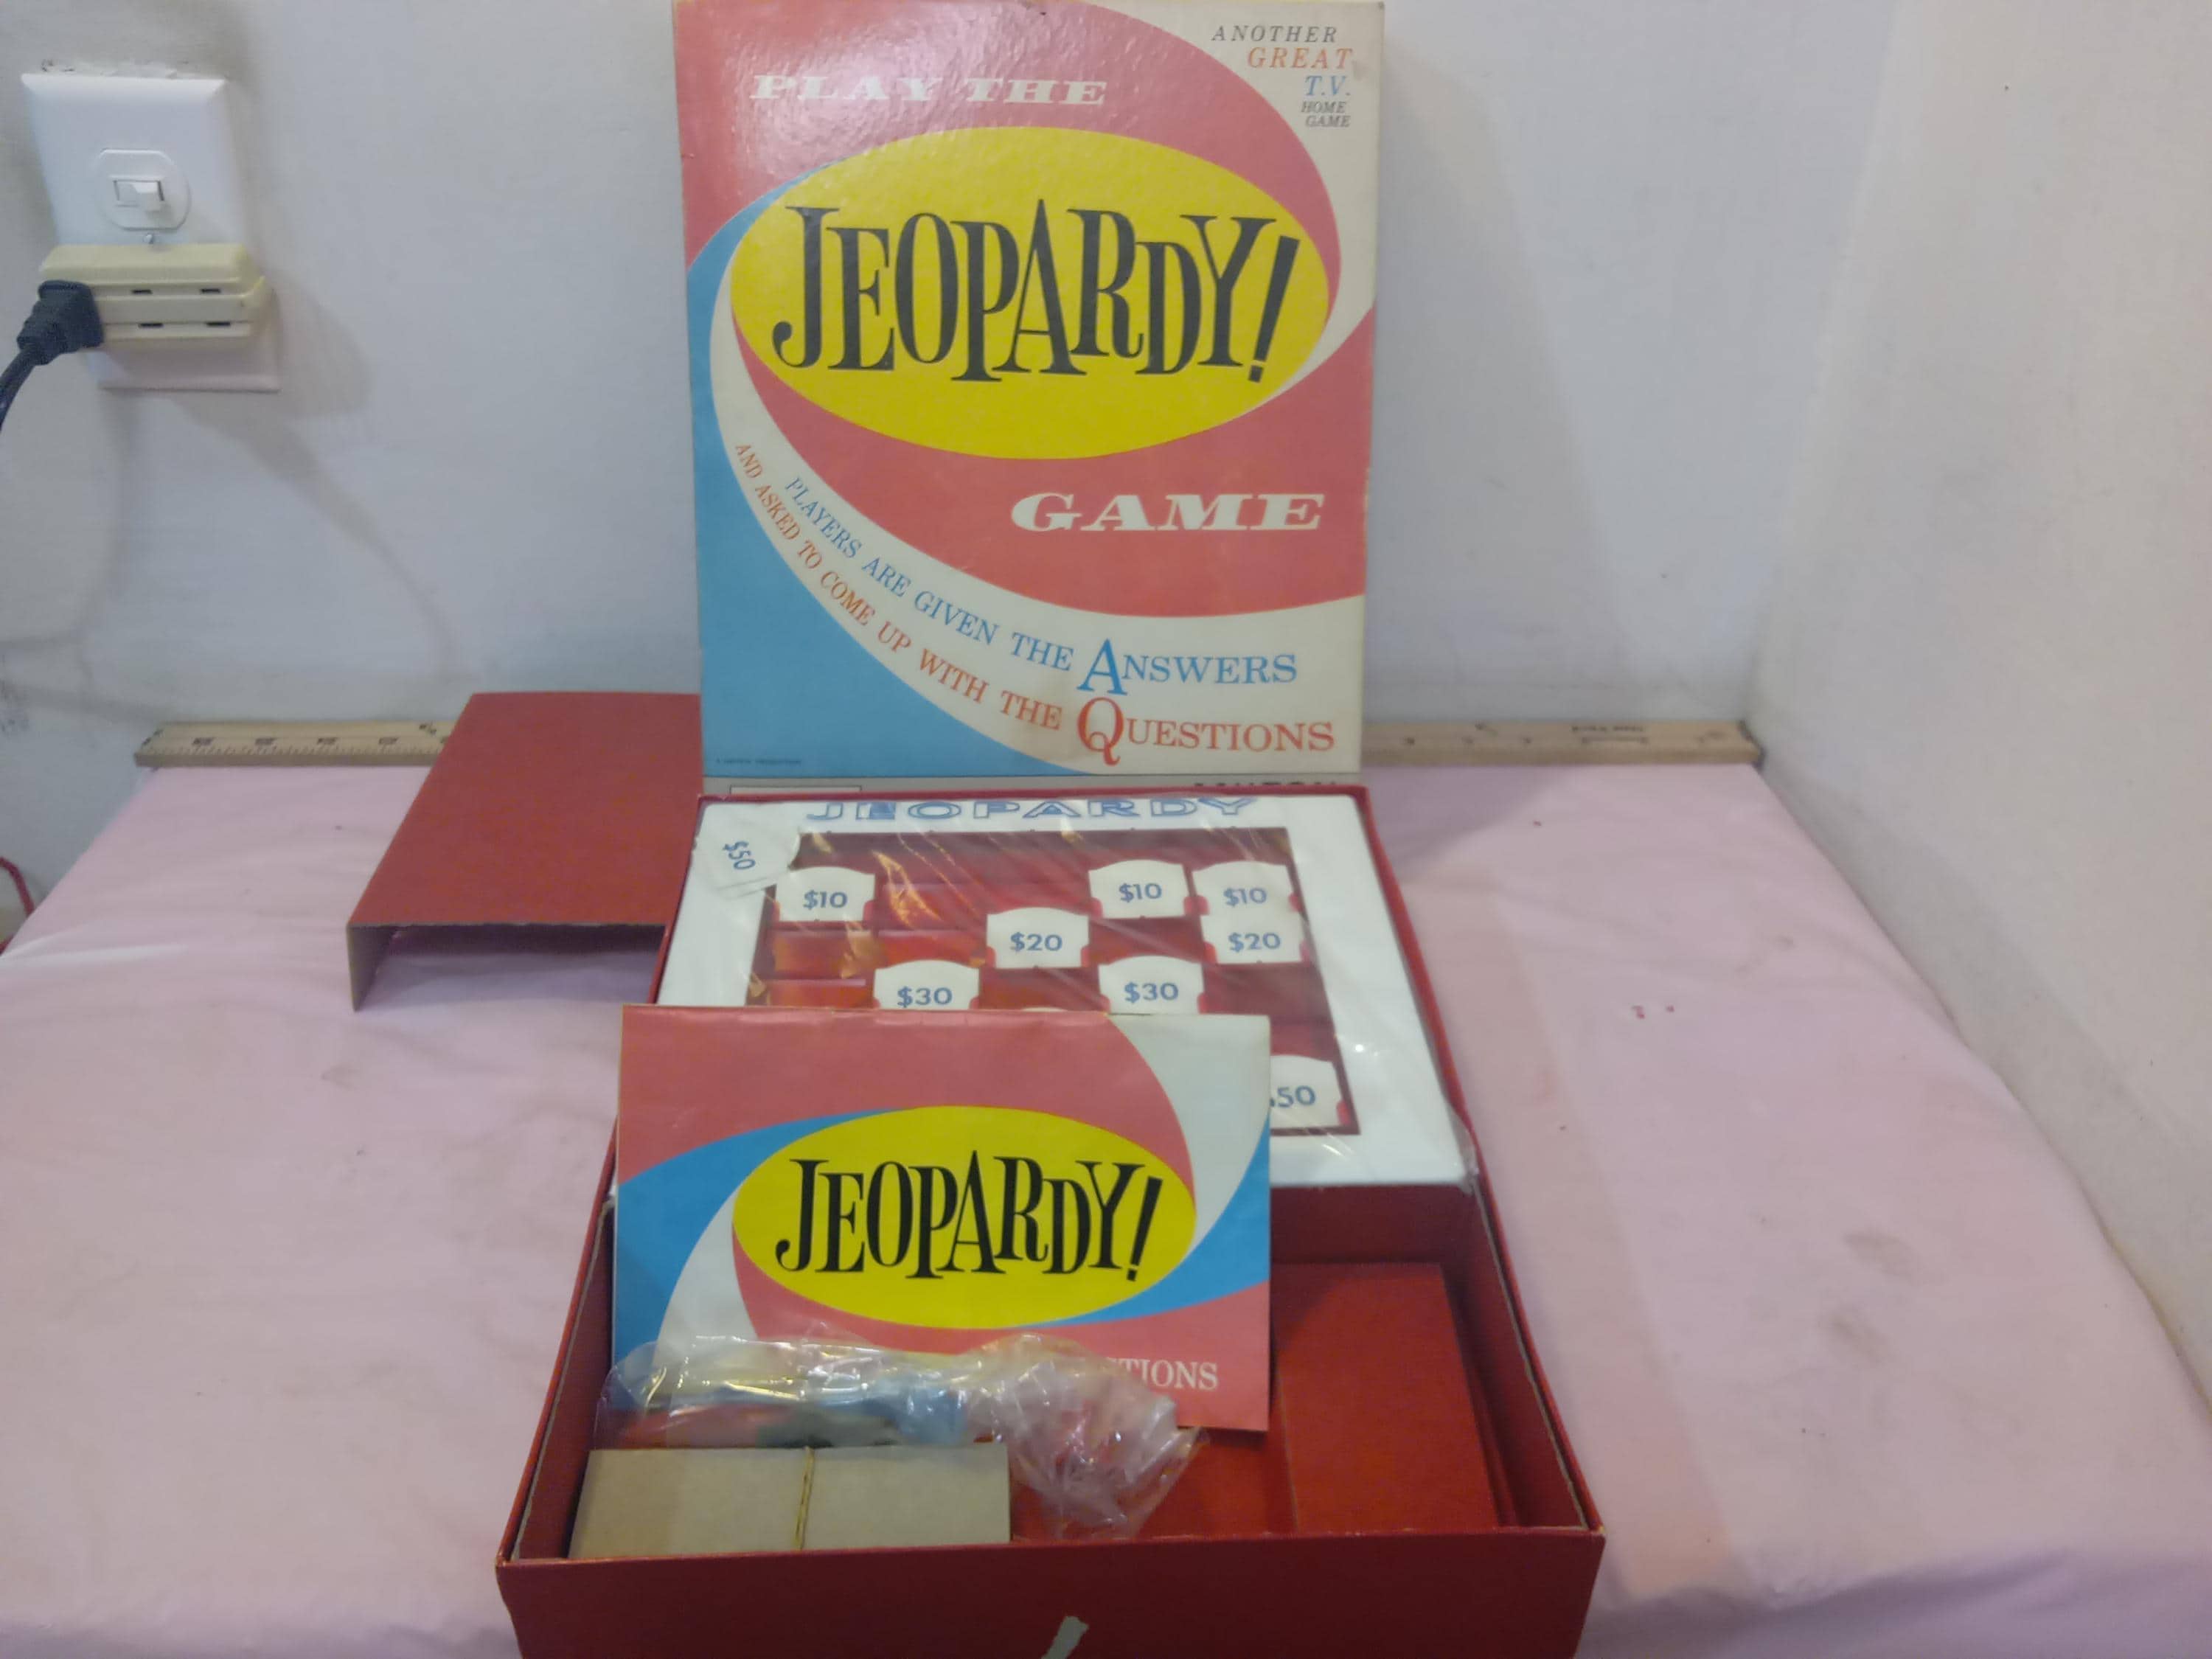 ANOTHER
GREAT
T.V.
HOME
GAME
PLAY THE
JEOPARDY!
GAME
PLAYERS ARE GIVEN THE ANSWERS
AND ASKED TO COME UP WITH THE QUESTIONS
JEOPARDY
$50
$10
$10
$10
$20
$20
$30
$30
50
JEOPARDY!
TIONS